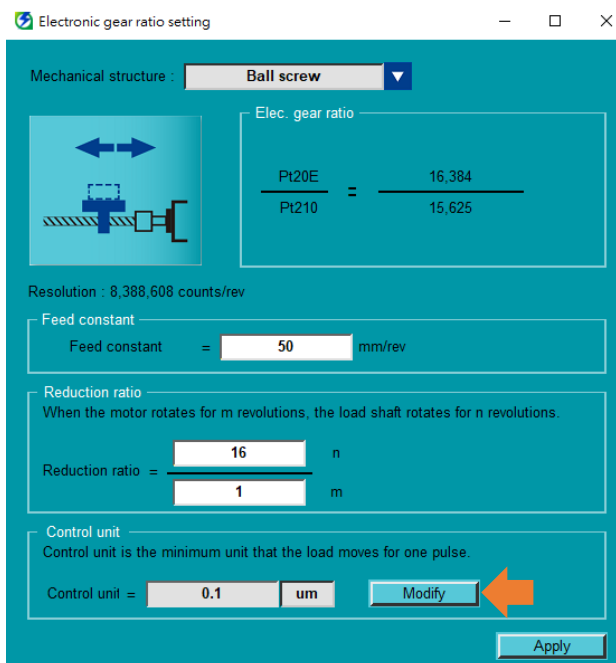 Electronic gear ratio setting
Mechanical structure : Ball screw
Elec. gear ratio
Pt20E = 16,384
Pt210 15,625
Resolution : 8,388,608 counts/rev
Feed constant
Feed constant = 50 mm/rev
Reduction ratio
When the motor rotates for m revolutions, the load shaft rotates for n revolutions.
16 n
Reduction ratio =
1 m
Control unit
Control unit is the minimum unit that the load moves for one pulse.
Control unit = 0.1 um Modify
Apply